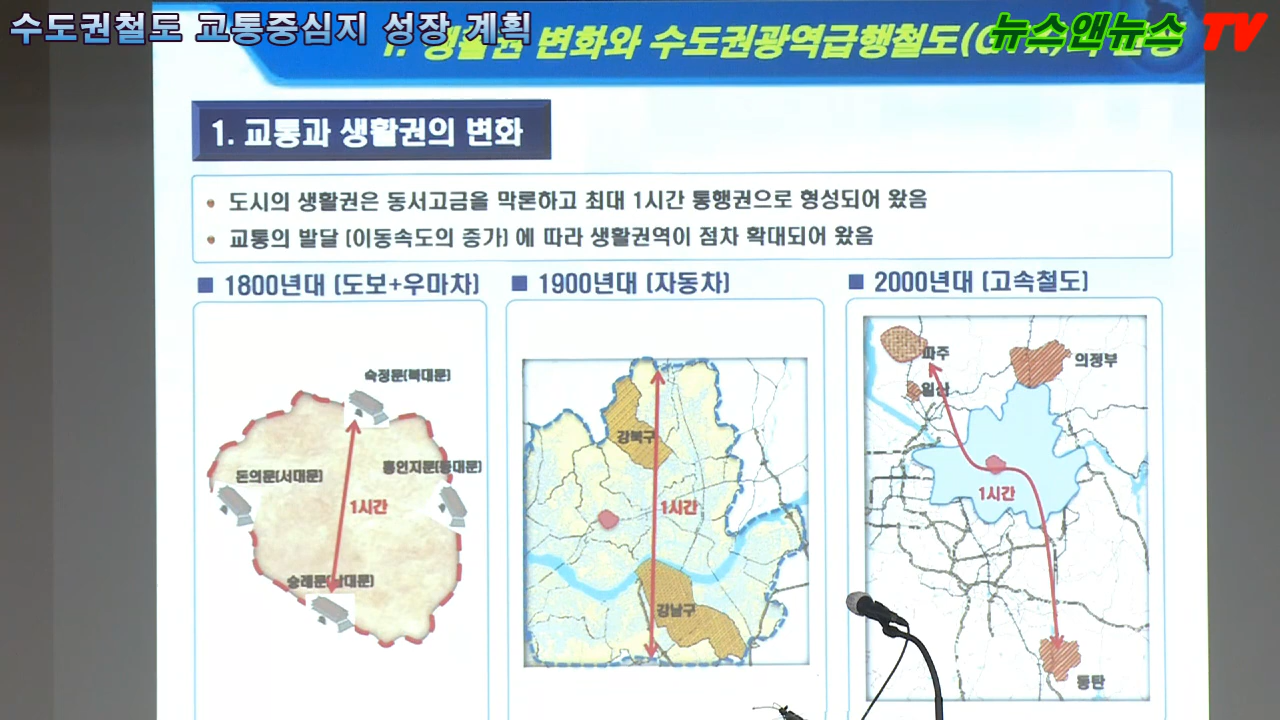 수도권철도 교통중심지 성장 계획
뉴스앤뉴스 TV
변화와 수도권광역급행철도
1. 교통과 생활권의 변화
• 도시의 생활권은 동서고금을 막론하고 최대 1시간 통행권으로 형성되어 왔음
• 교통의 발달 (이동속도의 증가) 에 따라 생활권역이 점차 확대되어 왔음
■ 1800년대 (도보+우마차)
■ 1900년대 (자동차)
■ 2000년대 (고속철도)
숙정문(북대문)
돈의문(서대문)
흥인지문(동대문)
1시간
숭례문(남대문)
강북구
1시간
강남구
파주
의정부
일산
1시간
동탄